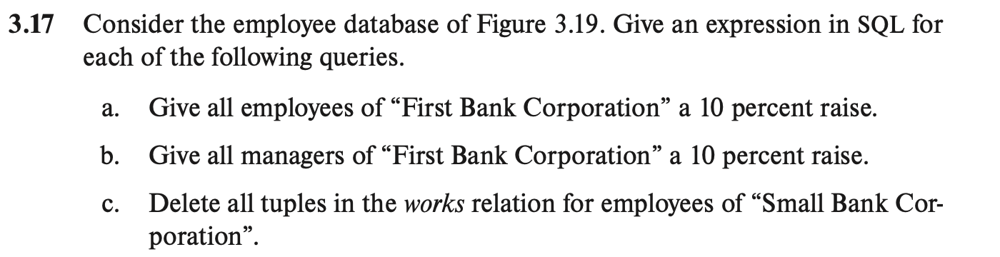 3.17 Consider the employee database of Figure 3.19. Give an expression in SQL for
each of the following queries.
a. Give all employees of “First Bank Corporation” a 10 percent raise.
b. Give all managers of “First Bank Corporation” a 10 percent raise.
c. Delete all tuples in the works relation for employees of “Small Bank Cor-
poration”.